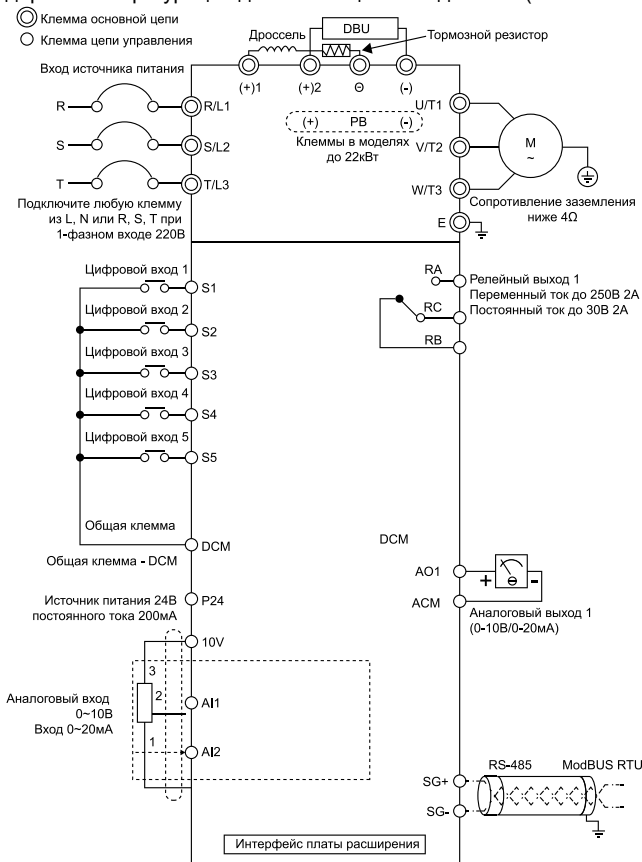 Клемма основной цепи
Клемма цепи управления
Дроссель
DBU
Тормозной резистор
Вход источника питания
(+)1
(+)2
Θ
(-)
R
R/L1
S
S/L2
T
T/L3
(+) PB (-)
Клеммы в моделях
до 22кВт
U/T1
V/T2
W/T3
E
M
~
Подключите любую клемму
из L, N или R, S, T при
1-фазном входе 220В
Сопротивление заземления
ниже 4Ω
Цифровой вход 1
S1
Цифровой вход 2
S2
Цифровой вход 3
S3
Цифровой вход 4
S4
Цифровой вход 5
S5
RA
RC
RB
Релейный выход 1
Переменный ток до 250В 2А
Постоянный ток до 30В 2А
Общая клемма
DCM
Общая клемма - DCM
DCM
Источник питания 24В
постоянного тока 200мА
P24
AO1
ACM
+
Θ
-
Аналоговый выход 1
(0-10В/0-20мА)
10V
3
2
1
Аналоговый вход
0~10В
Вход 0~20мА
AI1
AI2
RS-485
ModBUS RTU
SG+
SG-
Интерфейс платы расширения